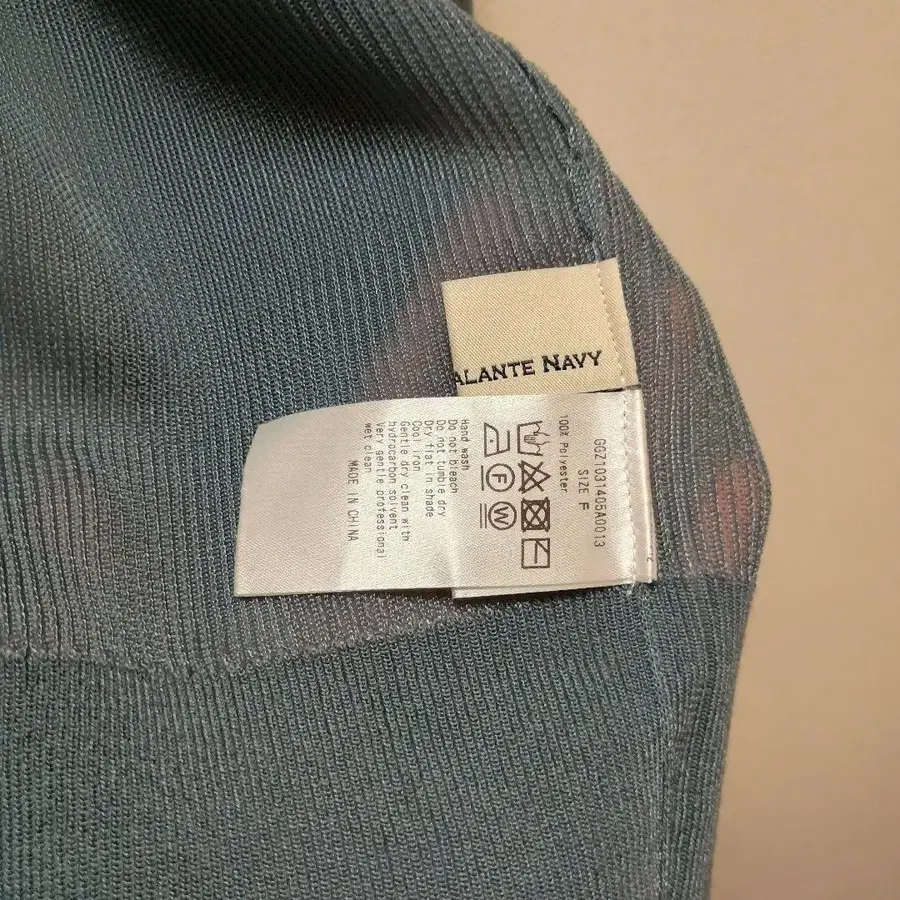 ALANTE NAVY
GGZ1031405A0013
SIZE F
100% Polyester
F W
Hand wash
Do not bleach
Do not tumble dry
Dry flat in shade
Cool iron
Gentle dry clean with
hydrocarbon solvent
Very gentle professional
wet clean
MADE IN CHINA